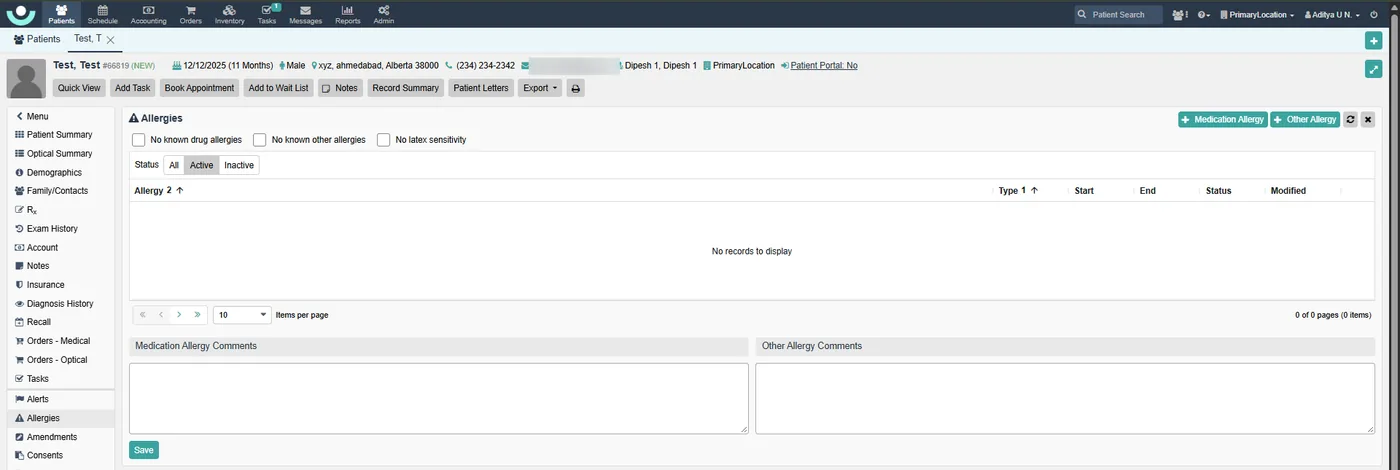 Patients Schedule Accounting Orders Inventory Tasks 1 Messages Reports Admin Patient Search PrimaryLocation Aditya U N.
Patients Test, T
Test, Test #66819 (NEW) 12/12/2025 (11 Months) Male xyz, ahmedabad, Alberta 38000 (234) 234-2342 Dipesh 1, Dipesh 1 PrimaryLocation Patient Portal: No
Quick View Add Task Book Appointment Add to Wait List Notes Record Summary Patient Letters Export
Menu
Patient Summary
Optical Summary
Demographics
Family/Contacts
Rx
Exam History
Account
Notes
Insurance
Diagnosis History
Recall
Orders - Medical
Orders - Optical
Tasks
Alerts
Allergies
Amendments
Consents
Allergies + Medication Allergy + Other Allergy
No known drug allergies No known other allergies No latex sensitivity
Status All Active Inactive
Allergy 2 ↑ Type 1 ↑ Start End Status Modified
No records to display
« ‹ › » 10 Items per page 0 of 0 pages (0 items)
Medication Allergy Comments Other Allergy Comments
Save